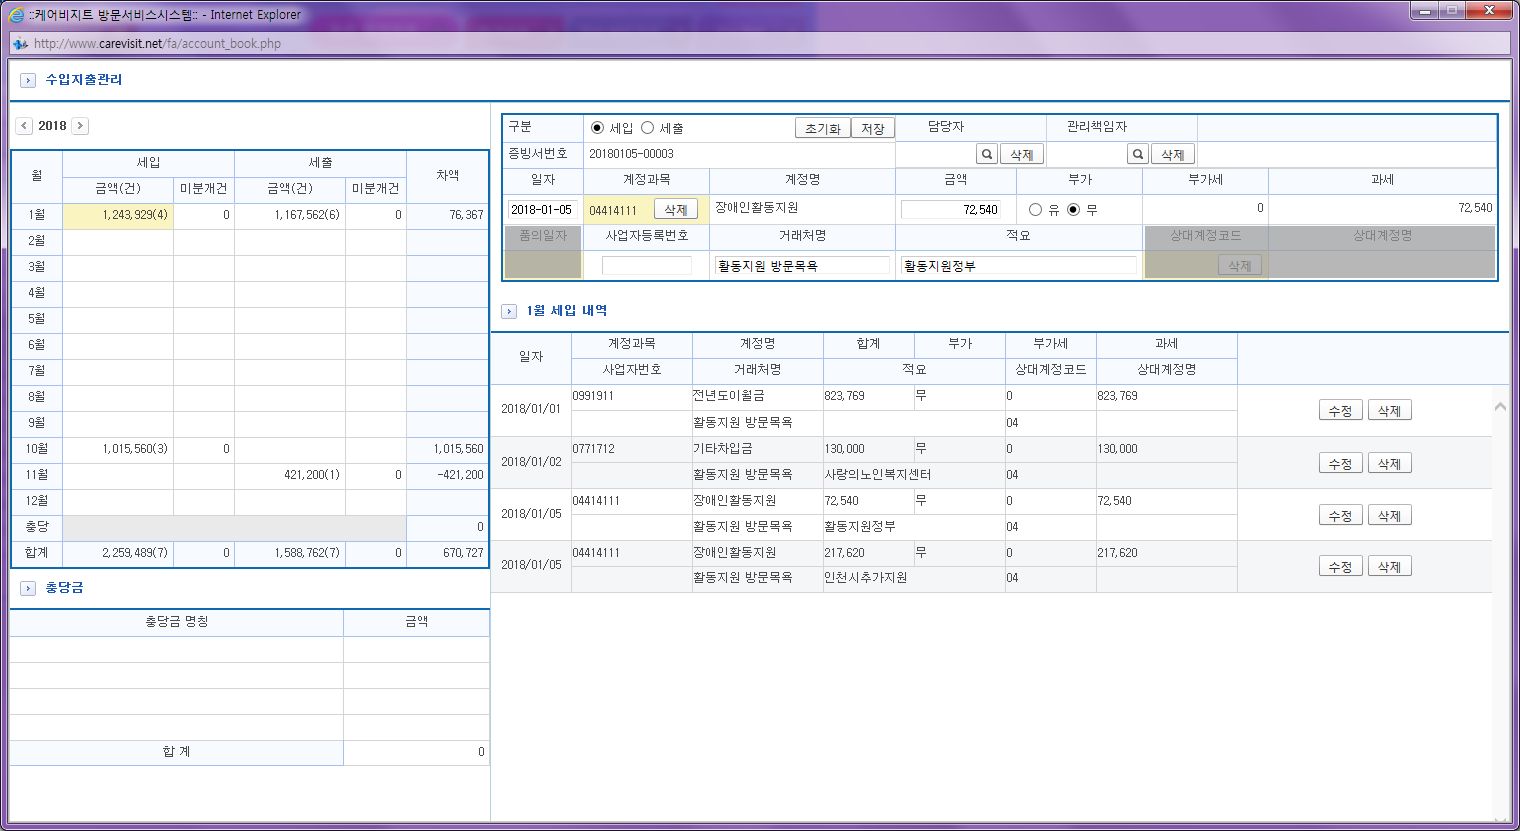 ::케어비지트 방문서비스시스템:: - Internet Explorer
http://www.carevisit.net/fa/account_book.php
수입지출관리
2018
월 세입 세출 차액
금액(건) 미분개건 금액(건) 미분개건
1월 1,243,929(4) 0 1,167,562(6) 0 76,367
2월
3월
4월
5월
6월
7월
8월
9월
10월 1,015,560(3) 0 1,015,560
11월 421,200(1) 0 -421,200
12월
충당 0
합계 2,259,489(7) 0 1,588,762(7) 0 670,727
충당금
충당금 명칭 금액
합 계 0
구분 세입 세출 초기화 저장 담당자 관리책임자
증빙서번호 20180105-00003 삭제 삭제
일자 계정과목 계정명 금액 부가 부가세 과세
2018-01-05 04414111 삭제 장애인활동지원 72,540 유 무 0 72,540
품의일자 사업자등록번호 거래처명 적요 상대계정코드 상대계정명
활동지원 방문목욕 활동지원정부 삭제
1월 세입 내역
일자 계정과목 계정명 합계 부가 부가세 과세
사업자번호 거래처명 적요 상대계정코드 상대계정명
2018/01/01 0991911 전년도이월금 823,769 무 0 823,769 수정 삭제
활동지원 방문목욕 04
2018/01/02 0771712 기타차입금 130,000 무 0 130,000 수정 삭제
활동지원 방문목욕 사랑의노인복지센터 04
2018/01/05 04414111 장애인활동지원 72,540 무 0 72,540 수정 삭제
활동지원 방문목욕 활동지원정부 04
2018/01/05 04414111 장애인활동지원 217,620 무 0 217,620 수정 삭제
활동지원 방문목욕 인천시추가지원 04